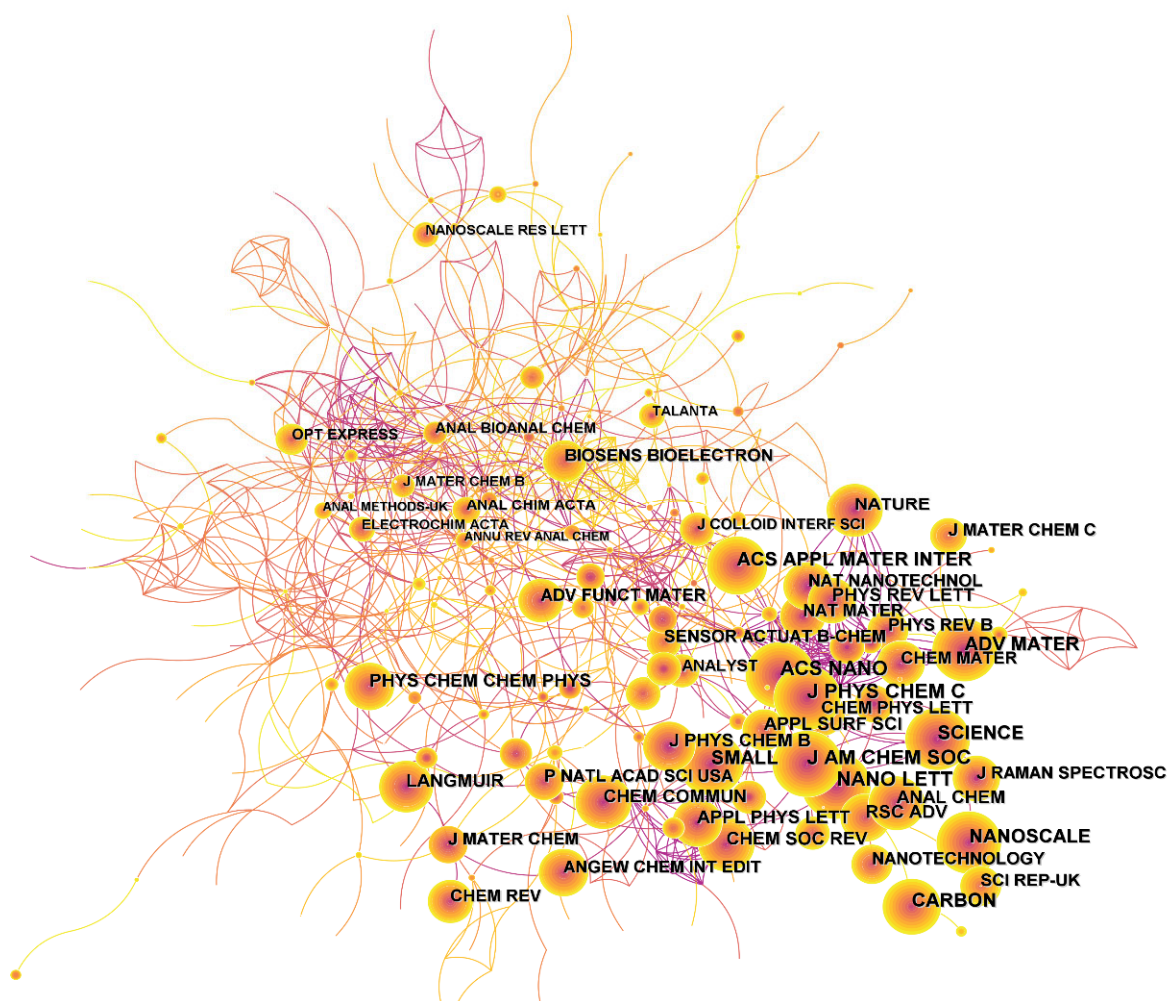 NANOSCALE RES LETT
TALANTA
ANAL BIOANAL CHEM
OPT EXPRESS
BIOSENS BIOELECTRON
J MATER CHEM B
NATURE
ANAL METHODS-UK
ANAL CHIM ACTA
ELECTROCHIM ACTA
J COLLOID INTERF SCI
J MATER CHEM C
ANNU REV ANAL CHEM
ACS APPL MATER INTER
NAT NANOTECHNOL
ADV FUNCT MATER
PHYS REV LETT
NAT MATER
PHYS REV B
SENSOR ACTUAT B-CHEM
ADV MATER
CHEM MATER
ANALYST
ACS NANO
PHYS CHEM CHEM PHYS
J PHYS CHEM C
CHEM PHYS LETT
APPL SURF SCI
SCIENCE
J PHYS CHEM B
SMALL
J AM CHEM SOC
J RAMAN SPECTROSC
P NATL ACAD SCI USA
LANGMUIR
NANO LETT
CHEM COMMUN
ANAL CHEM
RSC ADV
APPL PHYS LETT
J MATER CHEM
CHEM SOC REV
NANOSCALE
NANOTECHNOLOGY
ANGEW CHEM INT EDIT
SCI REP-UK
CHEM REV
CARBON